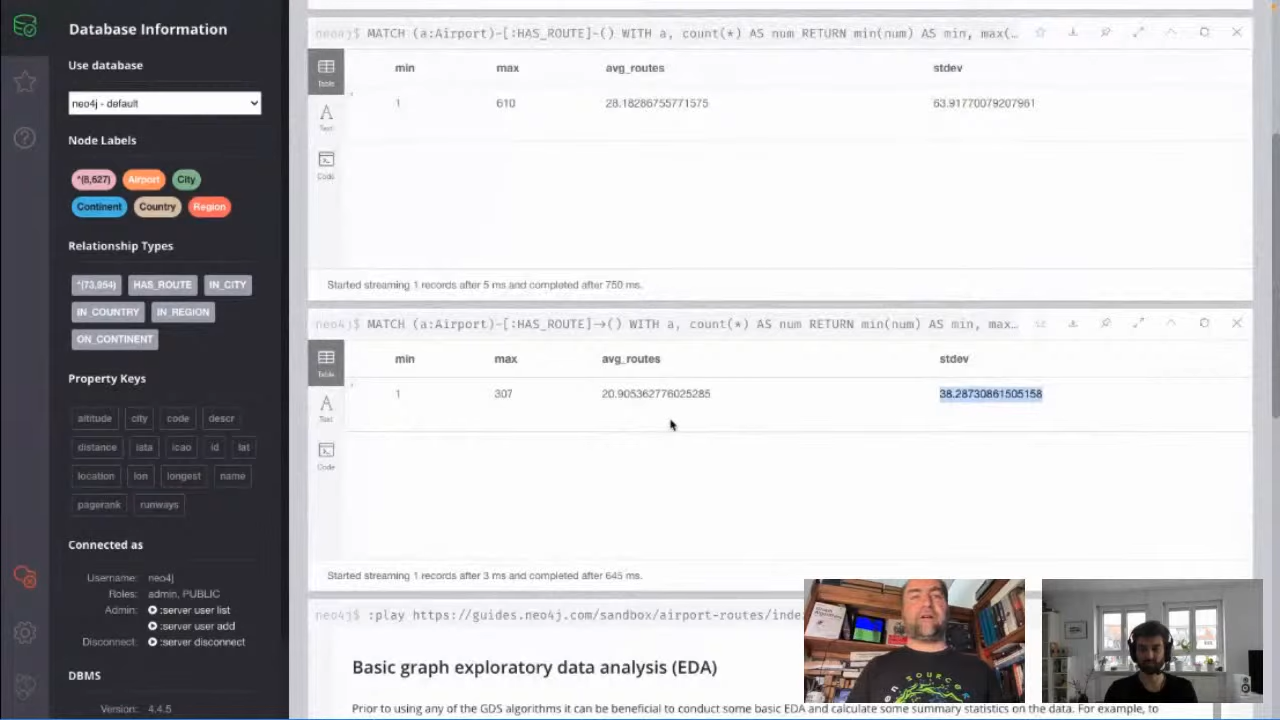 Database Information
Use database
neo4j - default
Node Labels
*(8,627) Airport City
Continent Country Region
Relationship Types
*(73,954) HAS_ROUTE IN_CITY
IN_COUNTRY IN_REGION
ON_CONTINENT
Property Keys
altitude city code descr
distance iata icao id lat
location lon longest name
pagerank runways
Connected as
Username: neo4j
Roles: admin, PUBLIC
Admin: :server user list
:server user add
Disconnect: :server disconnect
DBMS
Version: 4.4.5
neo4j$ MATCH (a:Airport)-[:HAS_ROUTE]-() WITH a, count(*) AS num RETURN min(num) AS min, max(…
Table
Text
Code
min max avg_routes stdev
1 610 28.18286755771575 63.91770079207961
Started streaming 1 records after 5 ms and completed after 750 ms.
neo4j$ MATCH (a:Airport)-[:HAS_ROUTE]→() WITH a, count(*) AS num RETURN min(num) AS min, max…
Table
Text
Code
min max avg_routes stdev
1 307 20.905362776025285 38.28730861505158
Started streaming 1 records after 3 ms and completed after 645 ms.
neo4j$ :play https://guides.neo4j.com/sandbox/airport-routes/inde
Basic graph exploratory data analysis (EDA)
Prior to using any of the GDS algorithms it can be beneficial to conduct some basic EDA and calculate some summary statistics on the data. For example, to